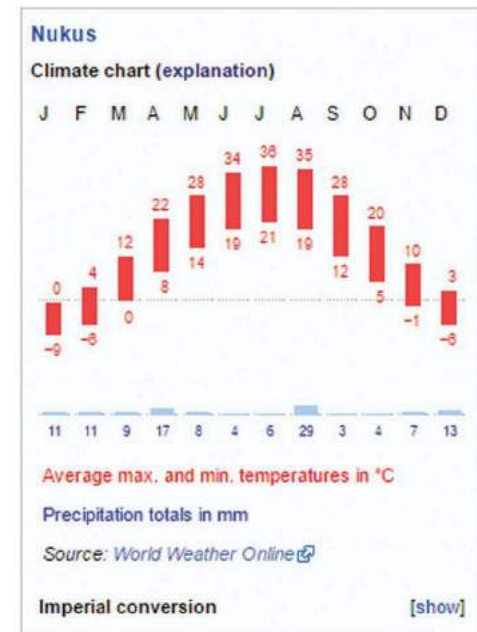 Nukus
Climate chart (explanation)
J F M A M J J A S O N D
0 4 12 22 28 34 36 35 28 20 10 3
−9 −6 0 8 14 19 21 19 12 5 −1 −6
11 11 9 17 8 4 6 29 3 4 7 13
Average max. and min. temperatures in °C
Precipitation totals in mm
Source: World Weather Online
Imperial conversion [show]